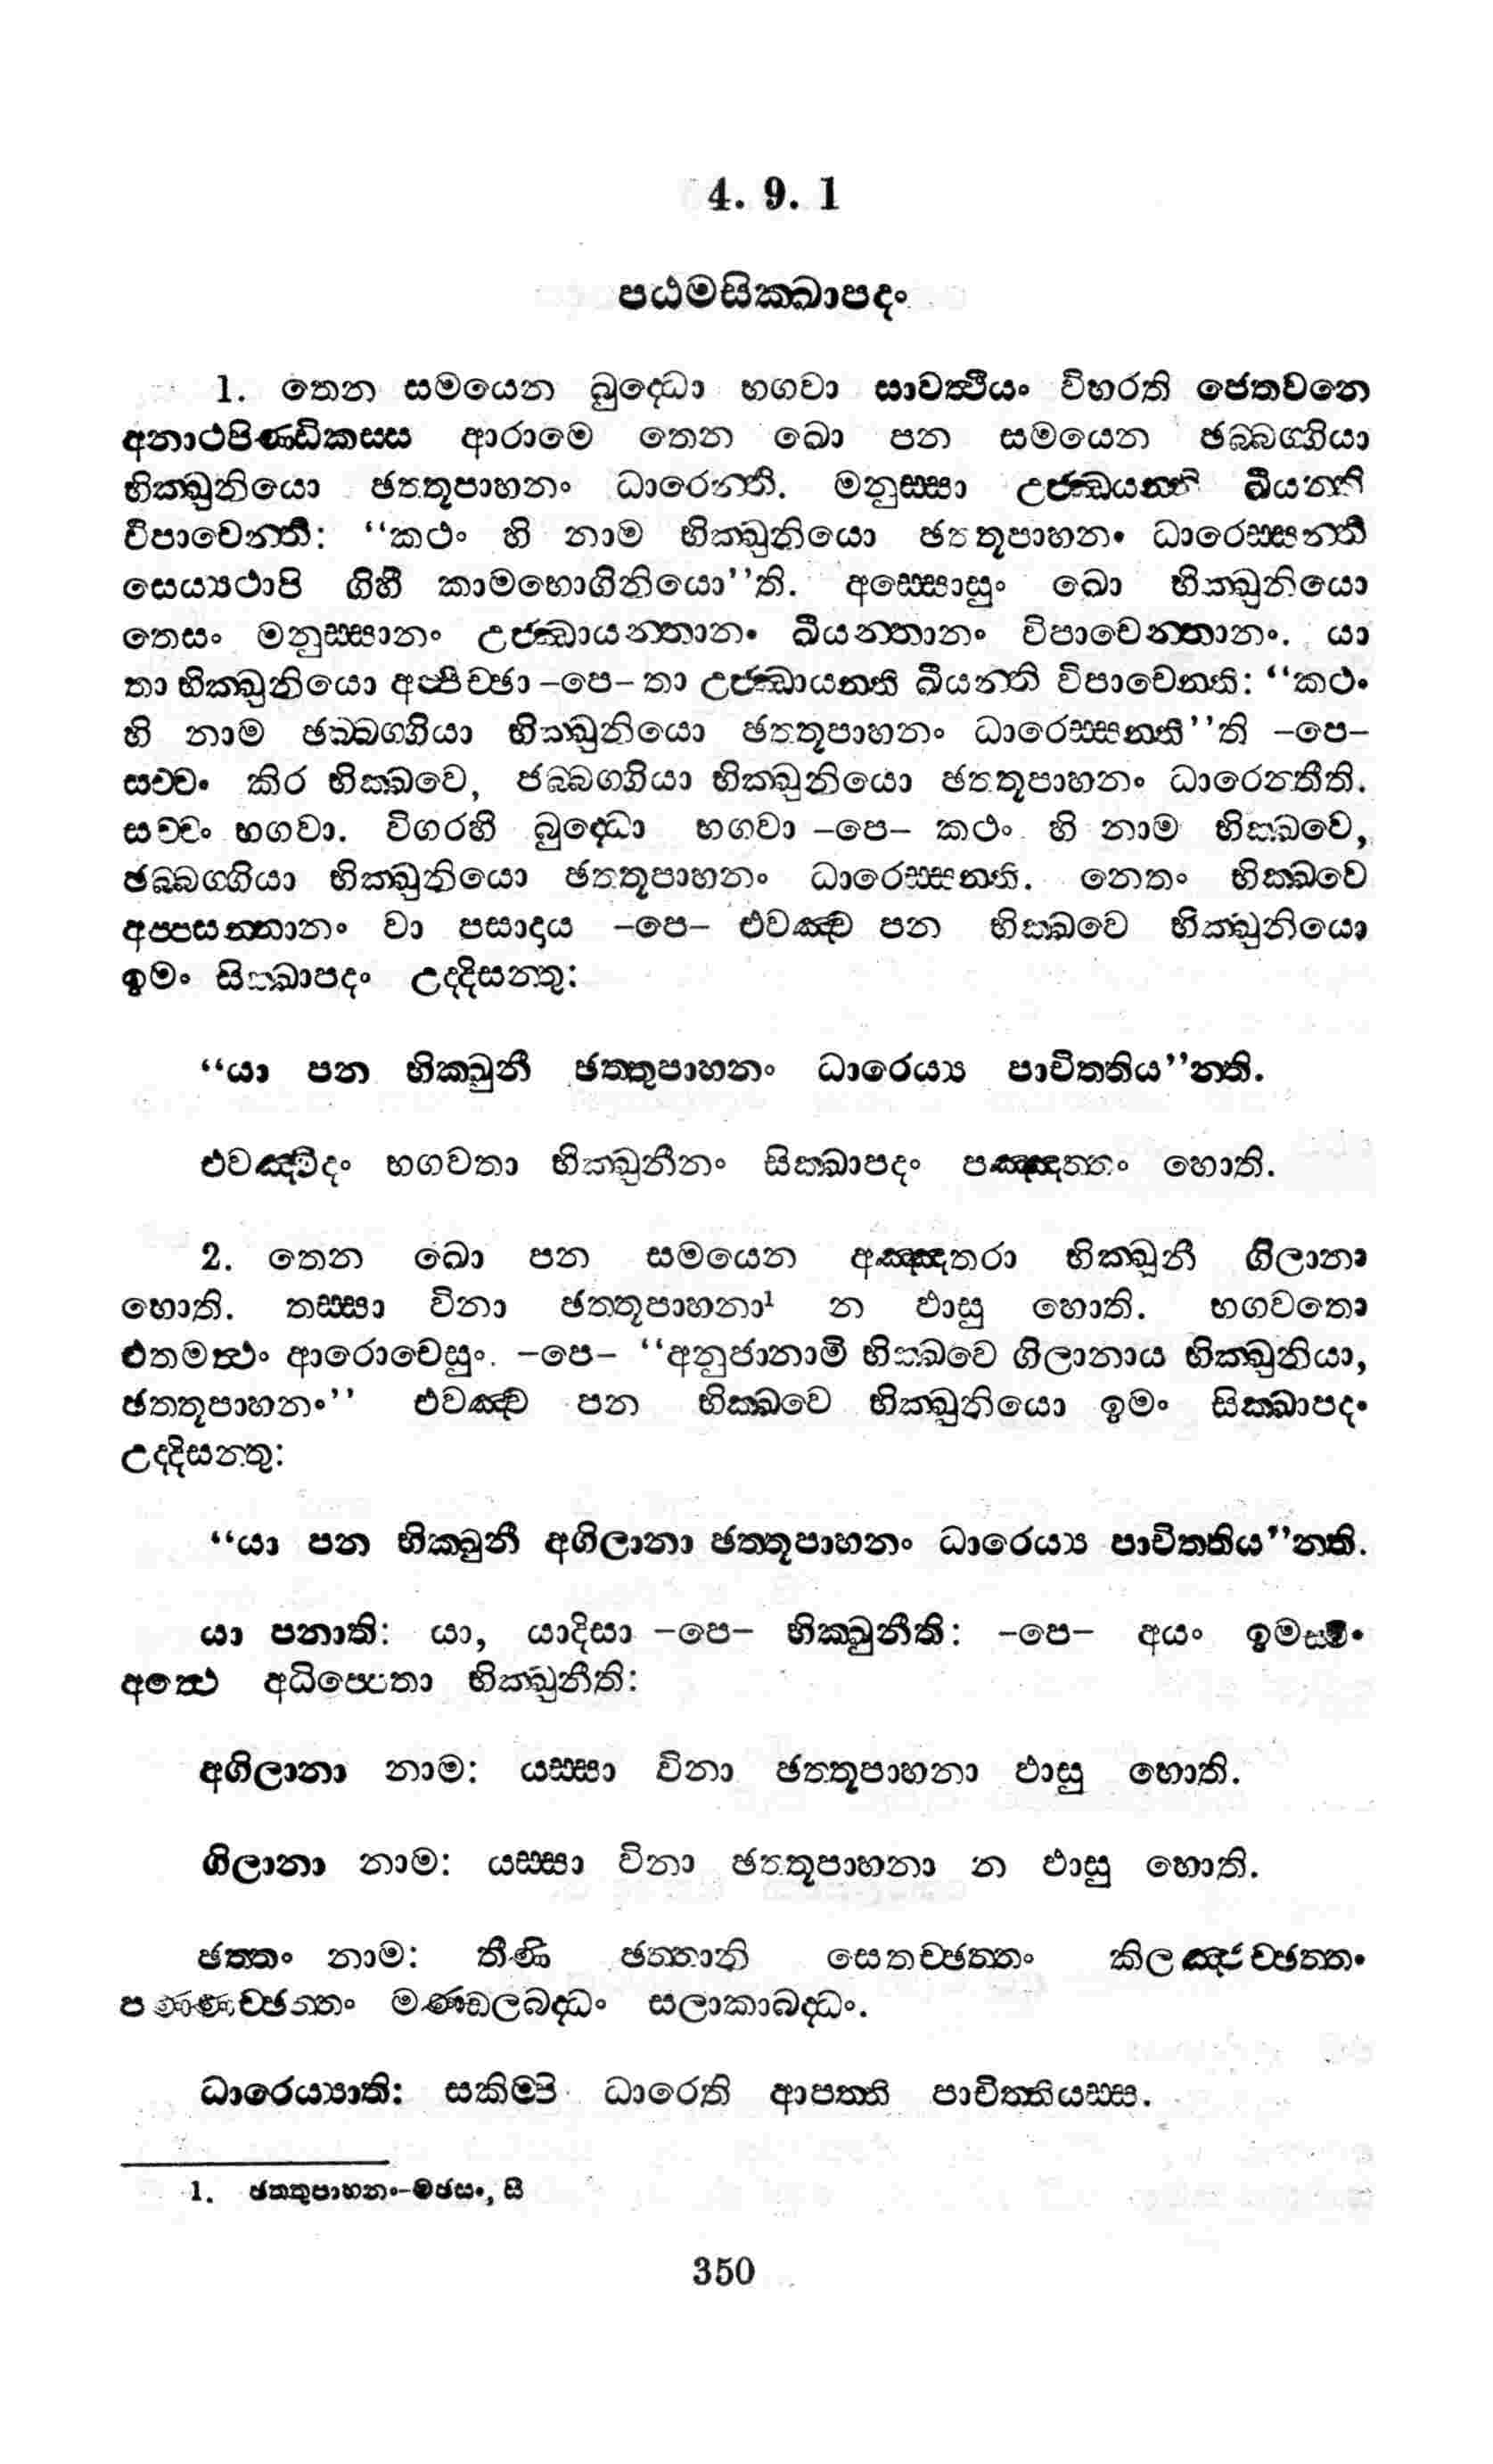 4. 9. 1
පඨමසික්ඛාපදං
1. තෙන සමයෙන බුද්ධො භගවා සාවත්ථියං විහරති ජෙතවනෙ
අනාථපිණ්ඩිකස්ස ආරාමෙ තෙන ඛො පන සමයෙන ඡබ්බග්ගියා
භික්ඛුනියො ඡත්තූපාහනං ධාරෙන්ති. මනුස්සා උජ්ඣයන්ති ඛීයන්ති
විපාචෙන්ති: “කථං හි නාම භික්ඛුනියො ඡත්තූපාහනං ධාරෙස්සන්ති
සෙය්‍යථාපි ගිහී කාමභොගිනියො”ති. අස්සොසුං ඛො භික්ඛුනියො
තෙසං මනුස්සානං උජ්ඣායන්තානං ඛීයන්තානං විපාචෙන්තානං. යා
තා භික්ඛුනියො අප්පිච්ඡා –පෙ– තා උජ්ඣායන්ති ඛීයන්ති විපාචෙන්ති: “කථං
හි නාම ඡබ්බග්ගියා භික්ඛුනියො ඡත්තූපාහනං ධාරෙස්සන්ති”ති –පෙ–
සච්චං කිර භික්ඛවෙ, ජබ්බග්ගියා භික්ඛුනියො ඡත්තූපාහනං ධාරෙන්තීති.
සච්චං භගවා. විගරහි බුද්ධො භගවා –පෙ– කථං හි නාම භික්ඛවෙ,
ඡබ්බග්ගියා භික්ඛුනියො ඡත්තූපාහනං ධාරෙස්සන්ති. නෙතං භික්ඛවෙ
අප්පසන්නානං වා පසාදාය –පෙ– එවඤ්ච පන භික්ඛවෙ භික්ඛුනියො
ඉමං සික්ඛාපදං උද්දිසන්තු:
“යා පන භික්ඛුනී ඡත්තුපාහනං ධාරෙය්‍ය පාචිත්තිය”න්ති.
එවඤ්චිදං භගවතා භික්ඛුනීනං සික්ඛාපදං පඤ්ඤත්තං හොති.
2. තෙන ඛො පන සමයෙන අඤ්ඤතරා භික්ඛුනී ගිලානා
හොති. තස්සා විනා ඡත්තූපාහනා¹ න ඵාසු හොති. භගවතො
එතමත්ථං ආරොචෙසුං. –පෙ– “අනුජානාමි භික්ඛවෙ ගිලානාය භික්ඛුනියා,
ඡත්තූපාහනං” එවඤ්ච පන භික්ඛවෙ භික්ඛුනියො ඉමං සික්ඛාපදං
උද්දිසන්තු:
“යා පන භික්ඛුනී අගිලානා ඡත්තූපාහනං ධාරෙය්‍ය පාචිත්තිය”න්ති.
යා පනාති: යා, යාදිසා –පෙ– භික්ඛුනීති: –පෙ– අයං ඉමස්මිං
අත්ථෙ අධිප්පෙතා භික්ඛුනීති:
අගිලානා නාම: යස්සා විනා ඡත්තූපාහනා ඵාසු හොති.
ගිලානා නාම: යස්සා විනා ඡත්තූපාහනා න ඵාසු හොති.
ඡත්තං නාම: තීණි ඡත්තානි සෙතච්ඡත්තං කිලඤ්ජච්ඡත්තං
පණ්ණච්ඡත්තං මණ්ඩලබද්ධං සලාකාබද්ධං.
ධාරෙය්‍යාති: සකිම්පි ධාරෙති ආපත්ති පාචිත්තියස්ස.
1. ඡත්තුපාහනං–මඡසං, සී
350